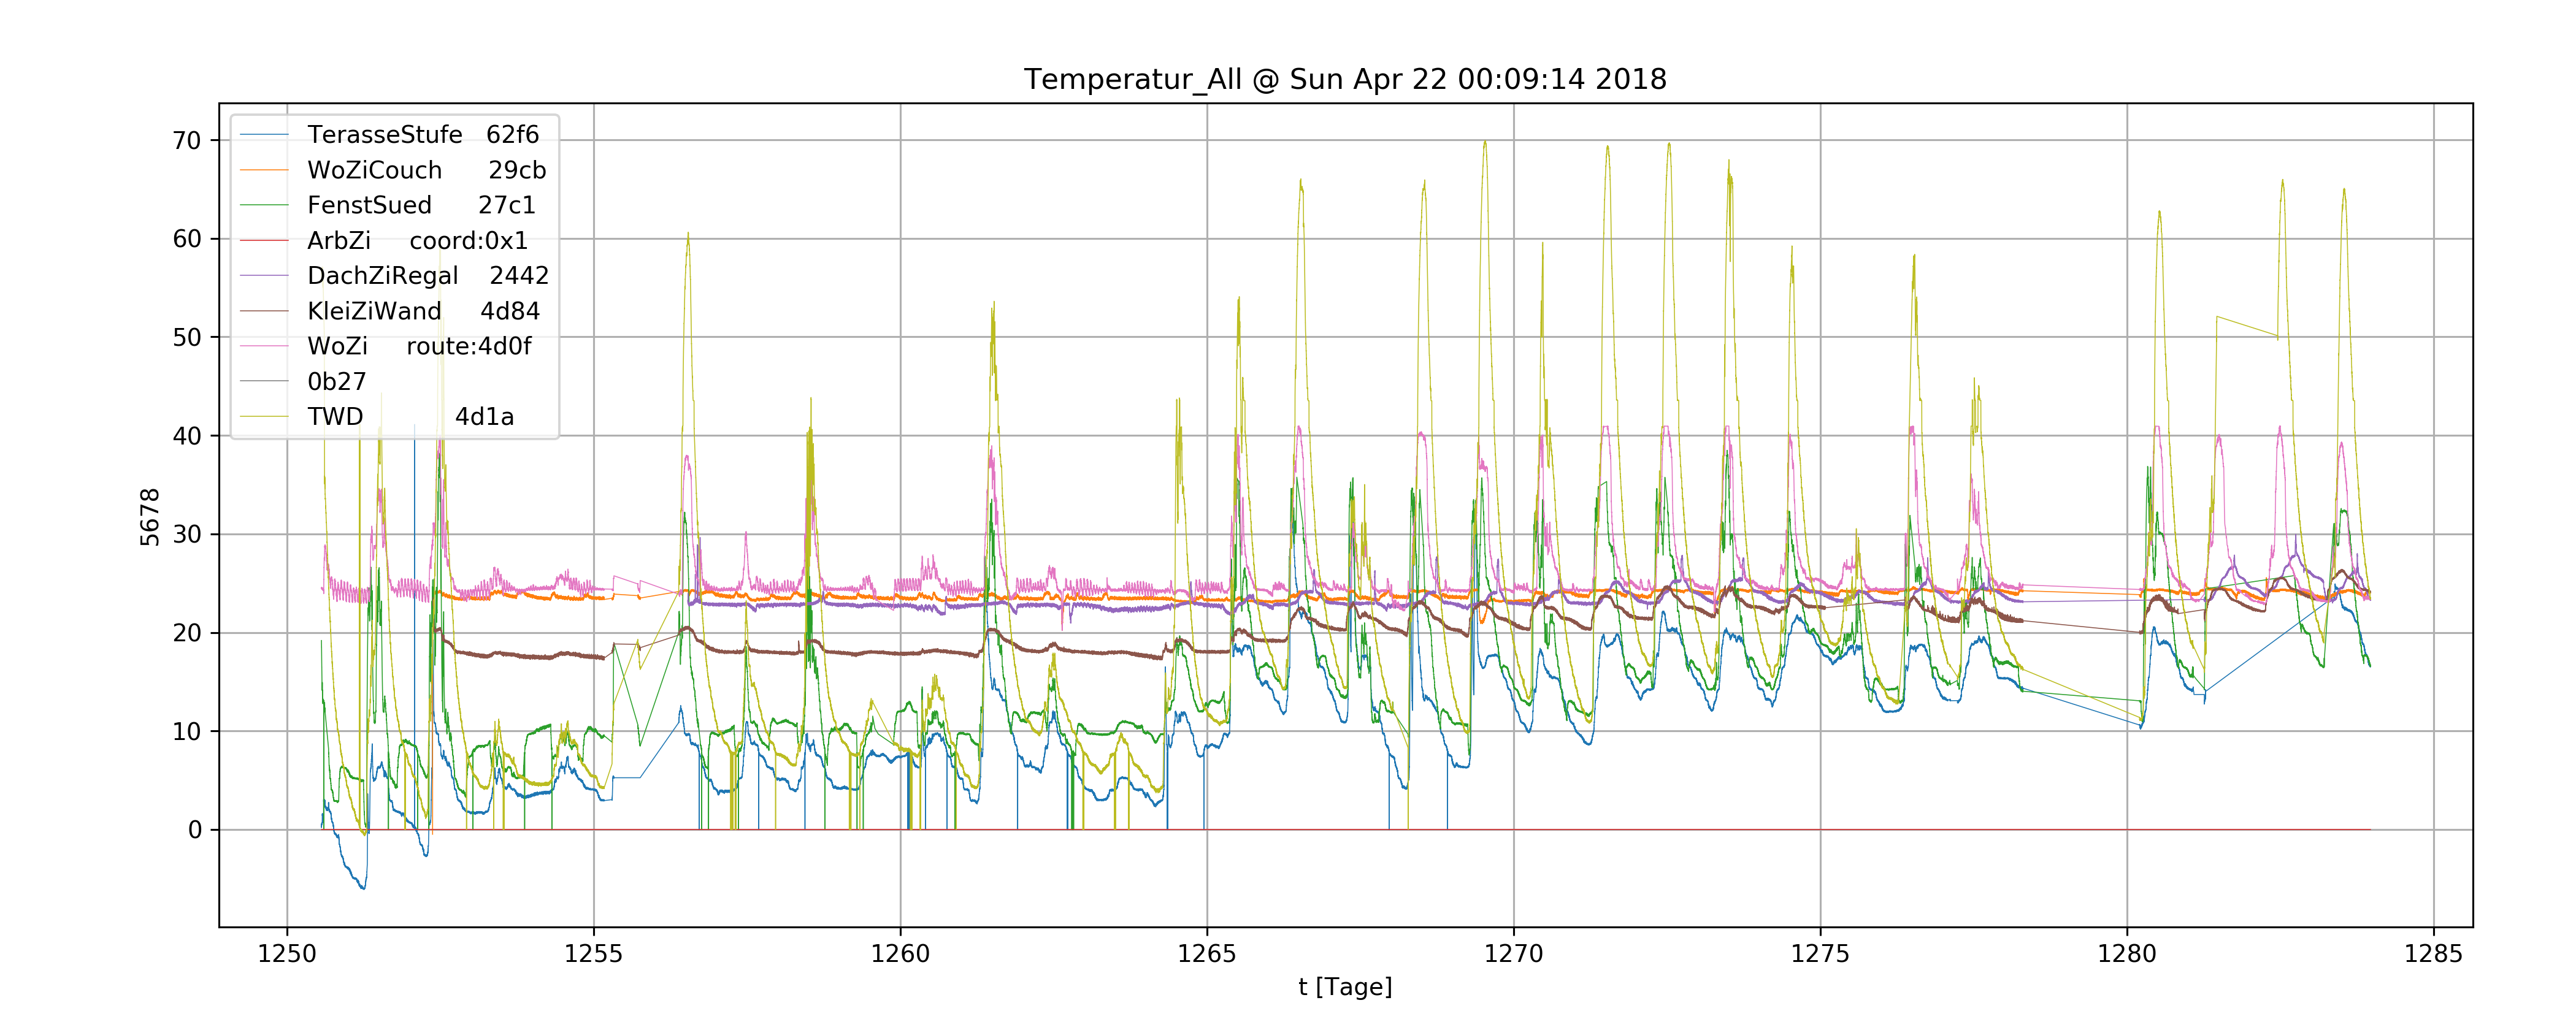 Temperatur_All @ Sun Apr 22 00:09:14 2018
70
60
50
40
30
20
10
0
5678
TerasseStufe 62f6
WoZiCouch 29cb
FenstSued 27c1
ArbZi coord:0x1
DachZiRegal 2442
KleiZiWand 4d84
WoZi route:4d0f
0b27
TWD 4d1a
1250 1255 1260 1265 1270 1275 1280 1285
t [Tage]